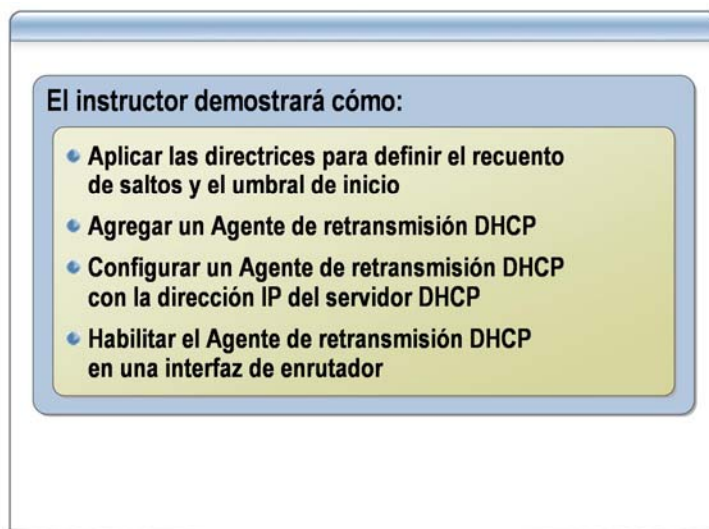 El instructor demostrará cómo:
Aplicar las directrices para definir el recuento
de saltos y el umbral de inicio
Agregar un Agente de retransmisión DHCP
Configurar un Agente de retransmisión DHCP
con la dirección IP del servidor DHCP
Habilitar el Agente de retransmisión DHCP
en una interfaz de enrutador